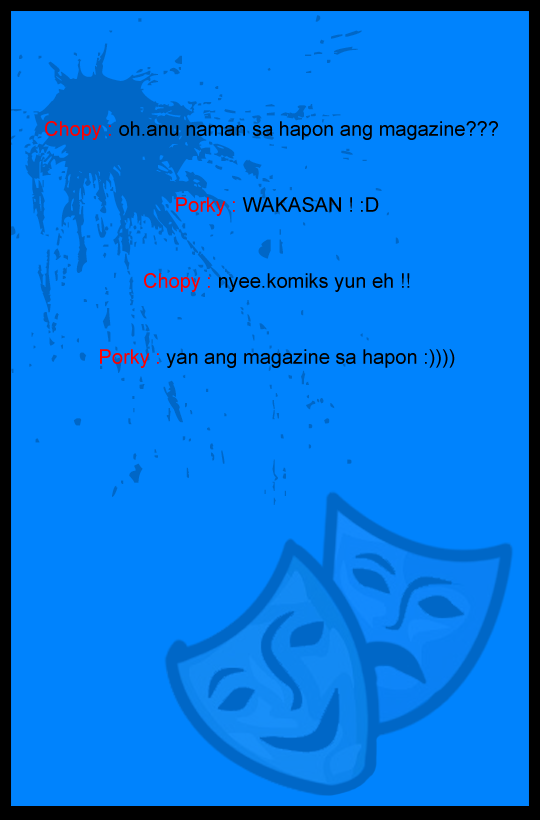 Chopy : oh.anu naman sa hapon ang magazine???
Porky : WAKASAN ! :D
Chopy : nyee.komiks yun eh !!
Porky : yan ang magazine sa hapon :))))